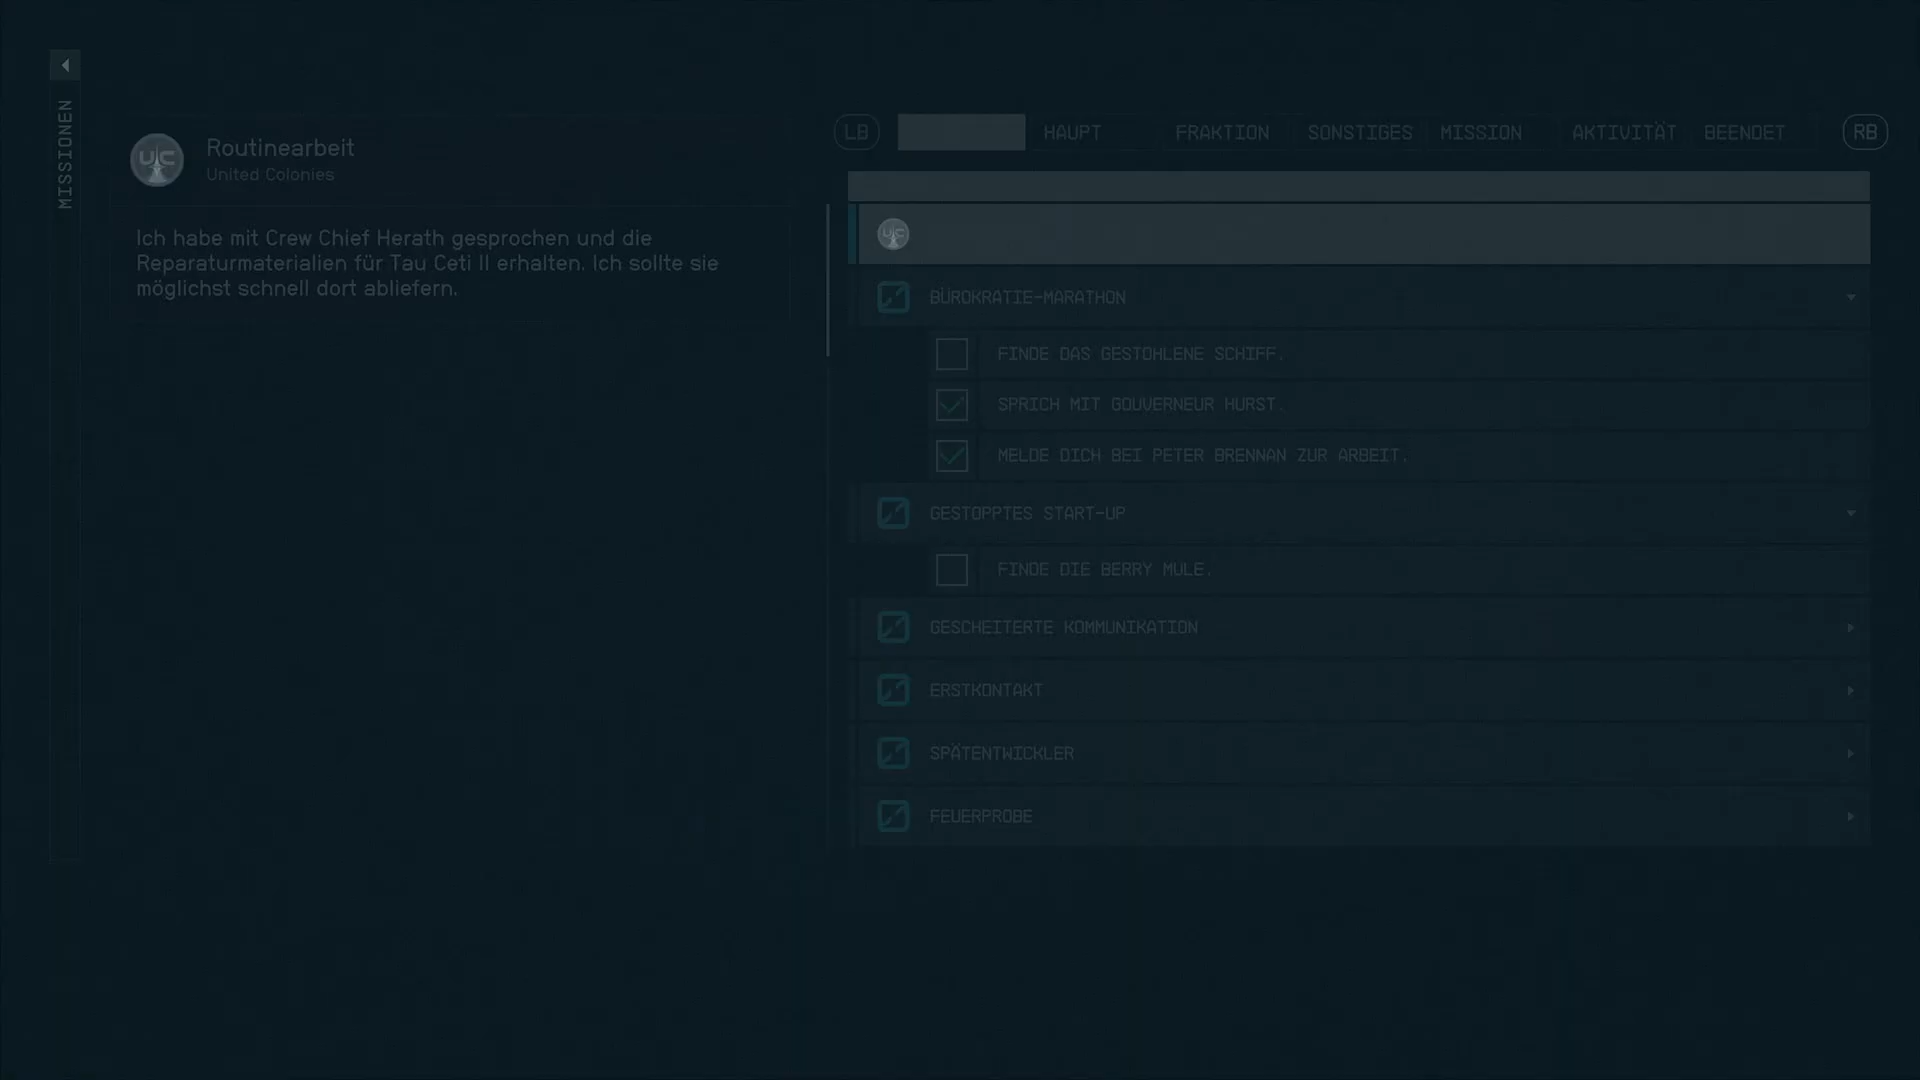 MISSIONEN
UC
Routinearbeit
United Colonies
Ich habe mit Crew Chief Herath gesprochen und die
Reparaturmaterialien für Tau Ceti II erhalten. Ich sollte sie
möglichst schnell dort abliefern.
LB
HAUPT
FRAKTION
SONSTIGES
MISSION
AKTIVITÄT
BEENDET
RB
UC
BÜROKRATIE-MARATHON
FINDE DAS GESTOHLENE SCHIFF.
SPRICH MIT GOUVERNEUR HURST.
MELDE DICH BEI PETER BRENNAN ZUR ARBEIT.
GESTOPPTES START-UP
FINDE DIE BERRY MULE.
GESCHEITERTE KOMMUNIKATION
ERSTKONTAKT
SPÄTENTWICKLER
FEUERPROBE